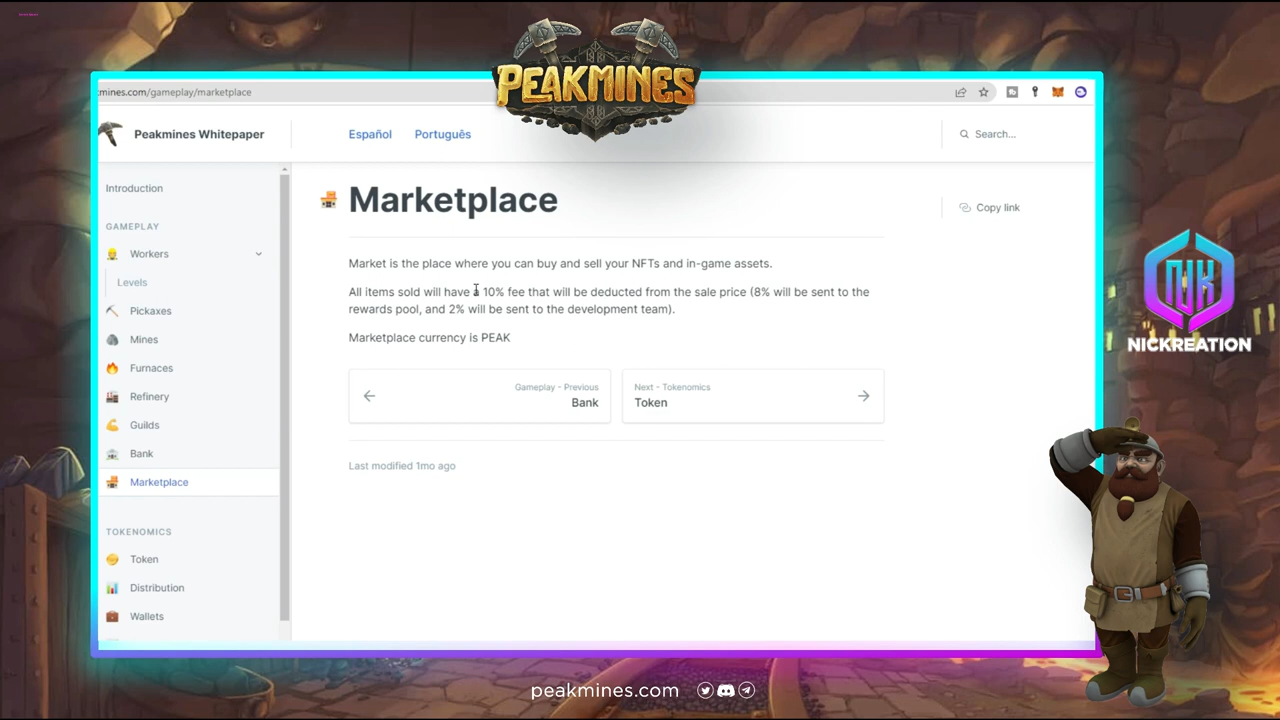 PEAKMINES
mines.com/gameplay/marketplace
Peakmines Whitepaper
Español
Português
Search...
Introduction
GAMEPLAY
Workers
Levels
Pickaxes
Mines
Furnaces
Refinery
Guilds
Bank
Marketplace
TOKENOMICS
Token
Distribution
Wallets
Marketplace
Copy link
Market is the place where you can buy and sell your NFTs and in-game assets.
All items sold will have a 10% fee that will be deducted from the sale price (8% will be sent to the
rewards pool, and 2% will be sent to the development team).
Marketplace currency is PEAK
Gameplay - Previous
Bank
Next - Tokenomics
Token
Last modified 1mo ago
NK
NICKREATION
peakmines.com